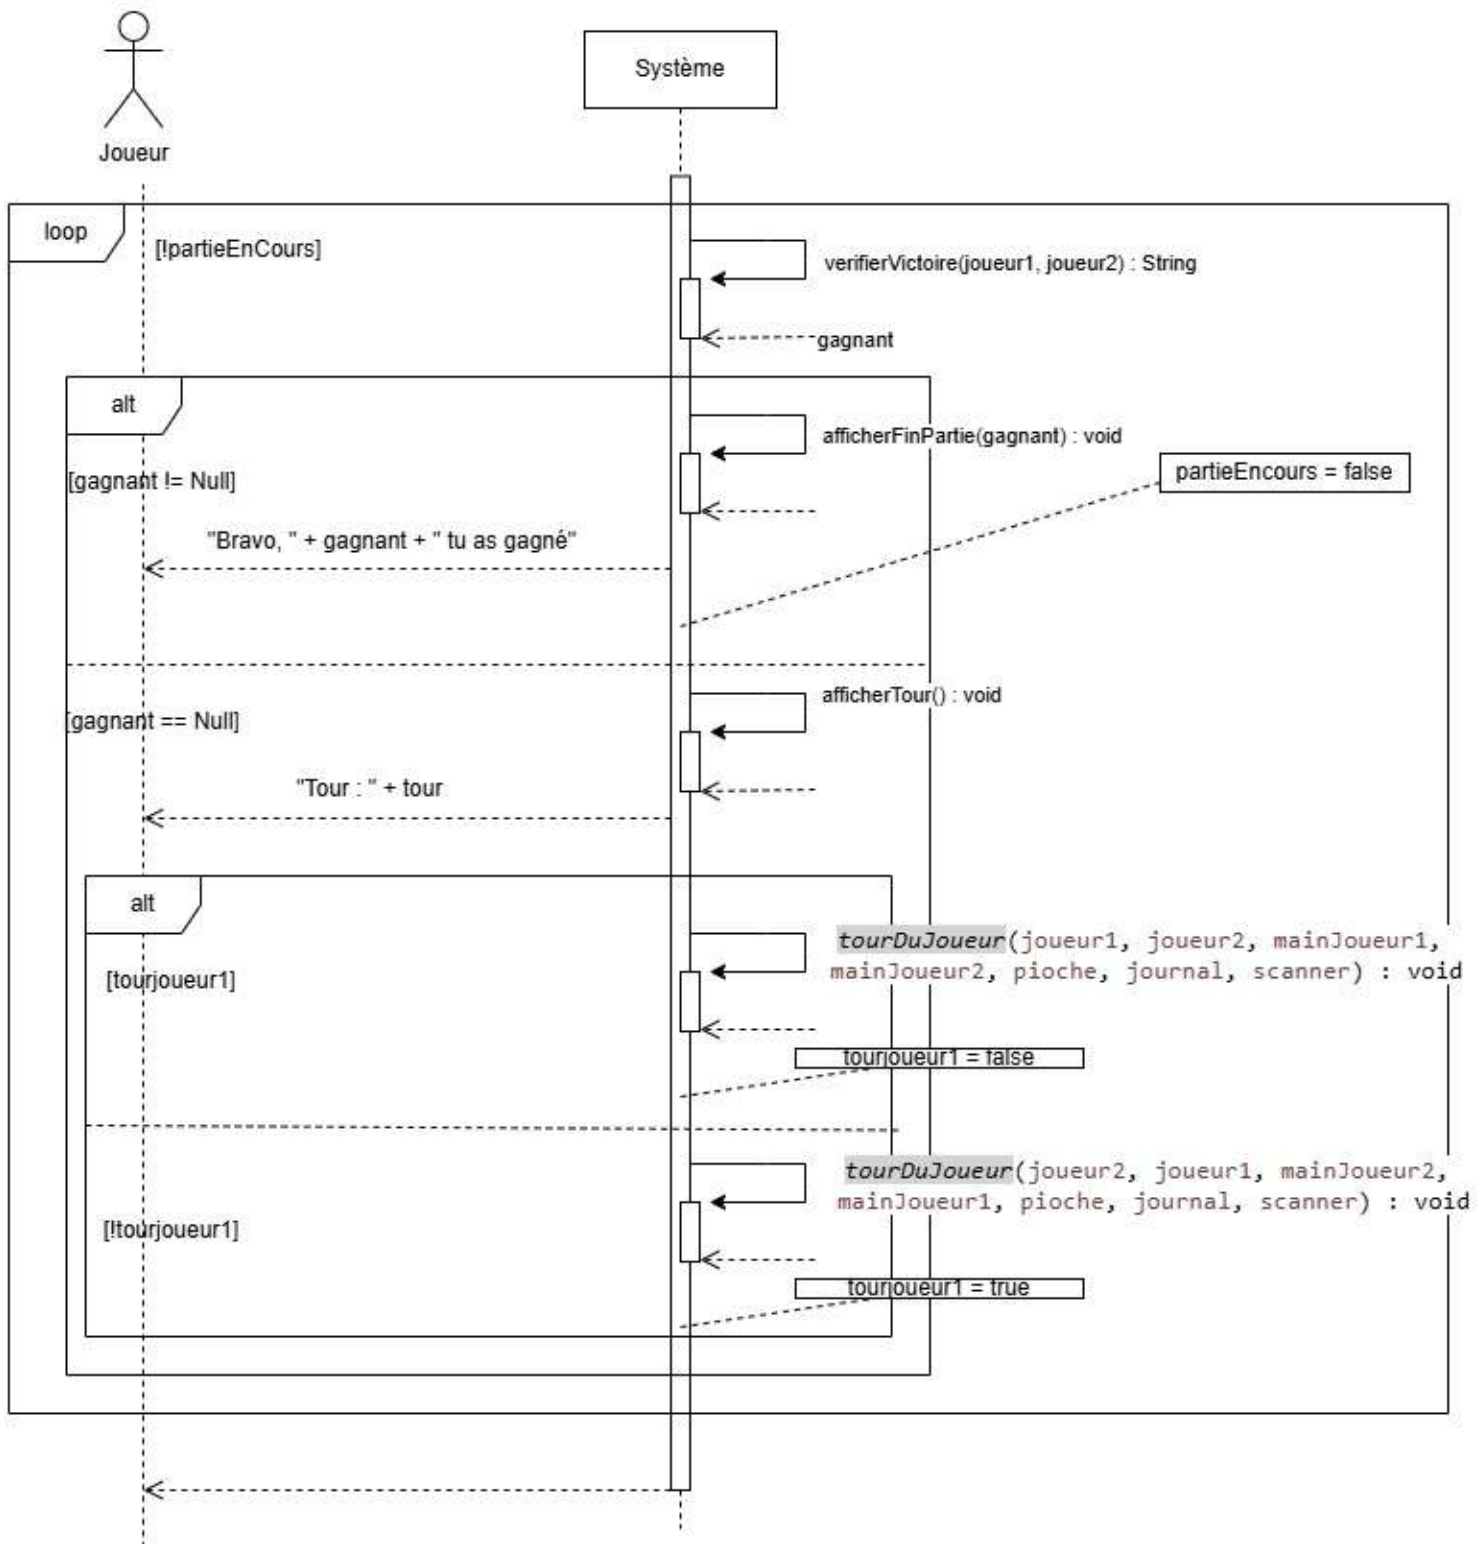 Système
Joueur
loop
[!partieEnCours]
verifierVictoire(joueur1, joueur2) : String
gagnant
alt
afficherFinPartie(gagnant) : void
[gagnant != Null]
partieEncours = false
"Bravo, " + gagnant + " tu as gagné"
afficherTour() : void
[gagnant == Null]
"Tour : " + tour
alt
tourDuJoueur(joueur1, joueur2, mainJoueur1,
mainJoueur2, pioche, journal, scanner) : void
[tourjoueur1]
tourjoueur1 = false
tourDuJoueur(joueur2, joueur1, mainJoueur2,
mainJoueur1, pioche, journal, scanner) : void
[!tourjoueur1]
tourjoueur1 = true